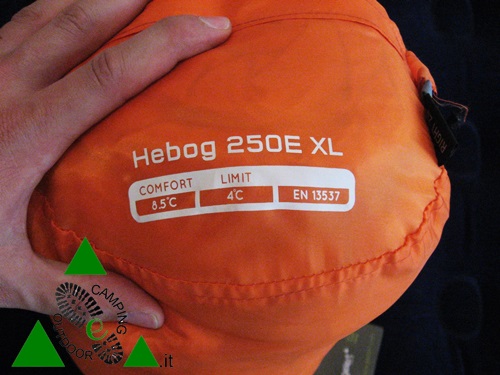 Hebog 250E XL
COMFORT LIMIT
8.5°C 4°C EN 13537
CAMPING
e
OUTDOOR
.it